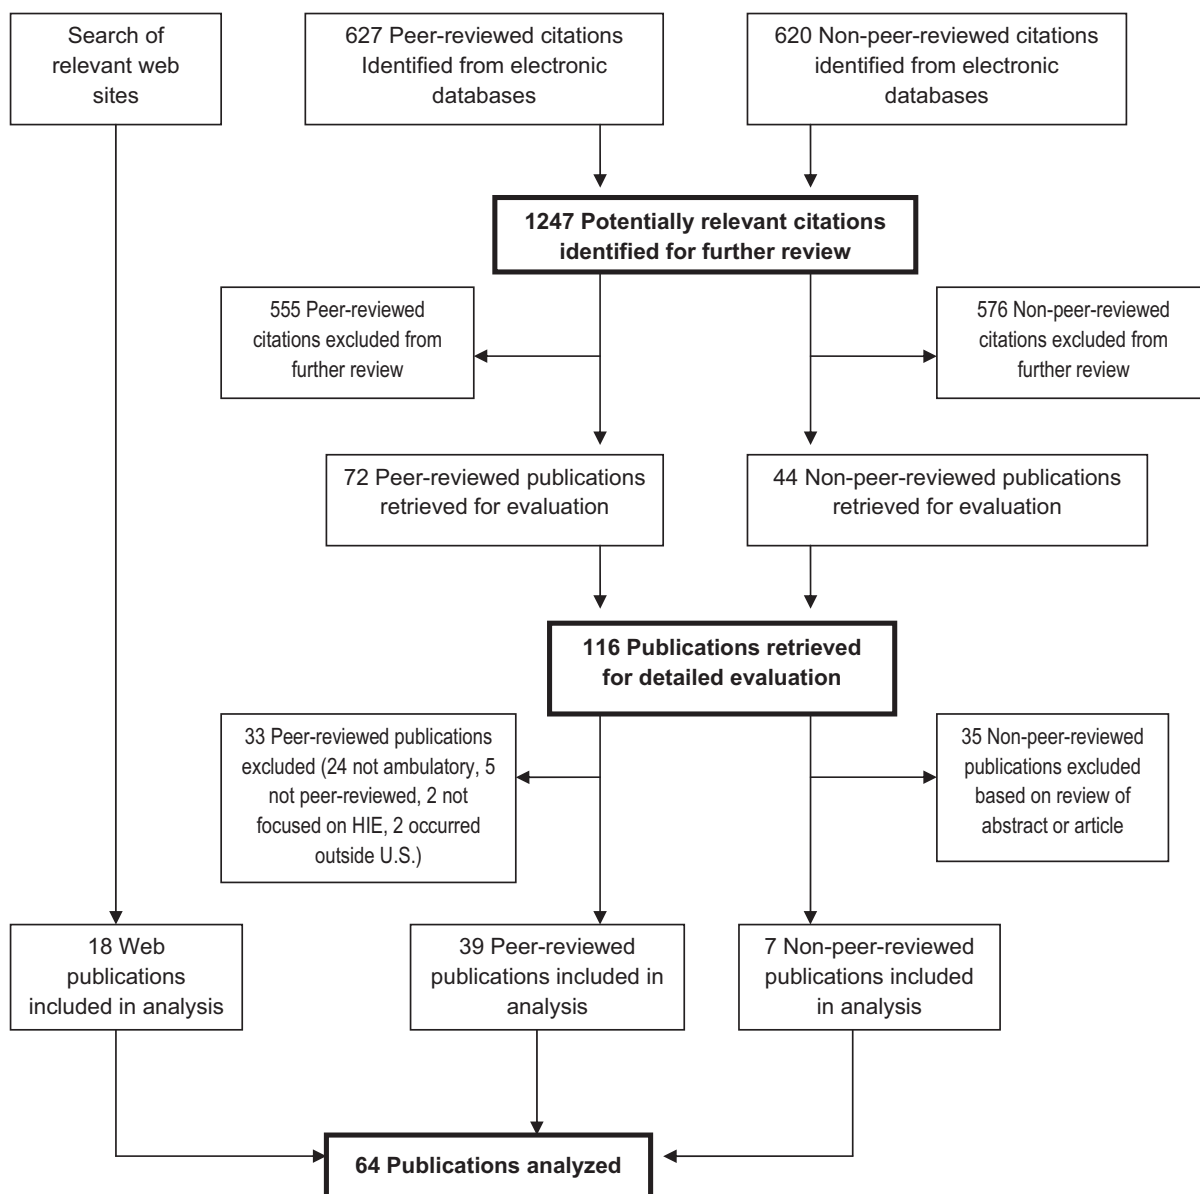 Search of
relevant web
sites
627 Peer-reviewed citations
Identified from electronic
databases
620 Non-peer-reviewed citations
identified from electronic
databases
1247 Potentially relevant citations
identified for further review
555 Peer-reviewed
citations excluded from
further review
576 Non-peer-reviewed
citations excluded from
further review
72 Peer-reviewed publications
retrieved for evaluation
44 Non-peer-reviewed publications
retrieved for evaluation
116 Publications retrieved
for detailed evaluation
33 Peer-reviewed publications
excluded (24 not ambulatory, 5
not peer-reviewed, 2 not
focused on HIE, 2 occurred
outside U.S.)
35 Non-peer-reviewed
publications excluded
based on review of
abstract or article
18 Web
publications
included in analysis
39 Peer-reviewed
publications included in
analysis
7 Non-peer-reviewed
publications included
in analysis
64 Publications analyzed